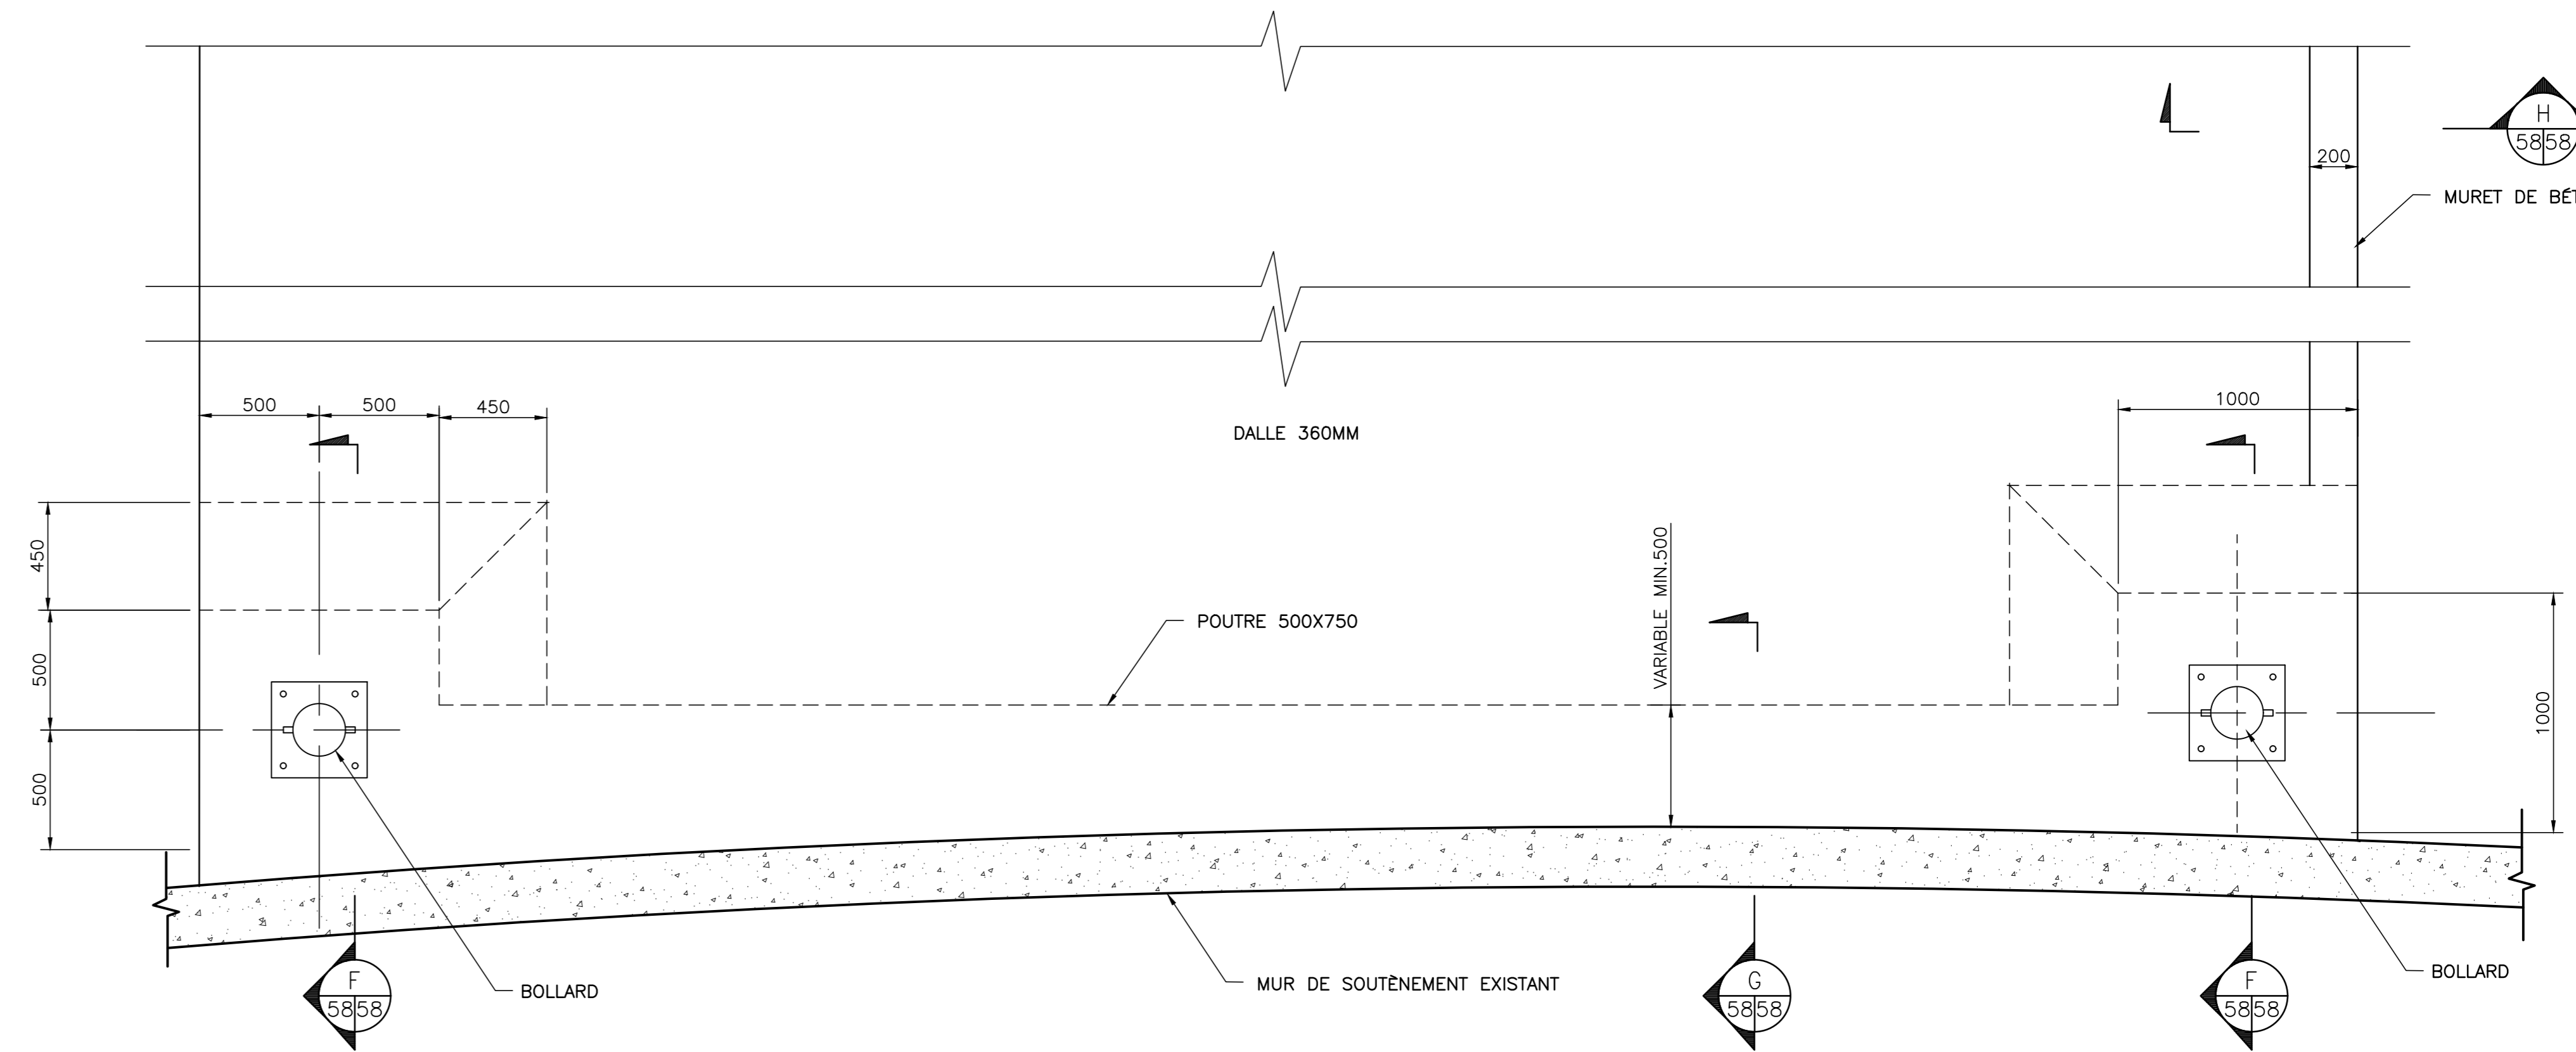 H
58 58
200
MURET DE
500
500
450
1000
DALLE 360MM
450
VARIABLE MIN.500
POUTRE 500X750
500
1000
500
BOLLARD
MUR DE SOUTÈNEMENT EXISTANT
BOLLARD
F
58 58
G
58 58
F
58 58